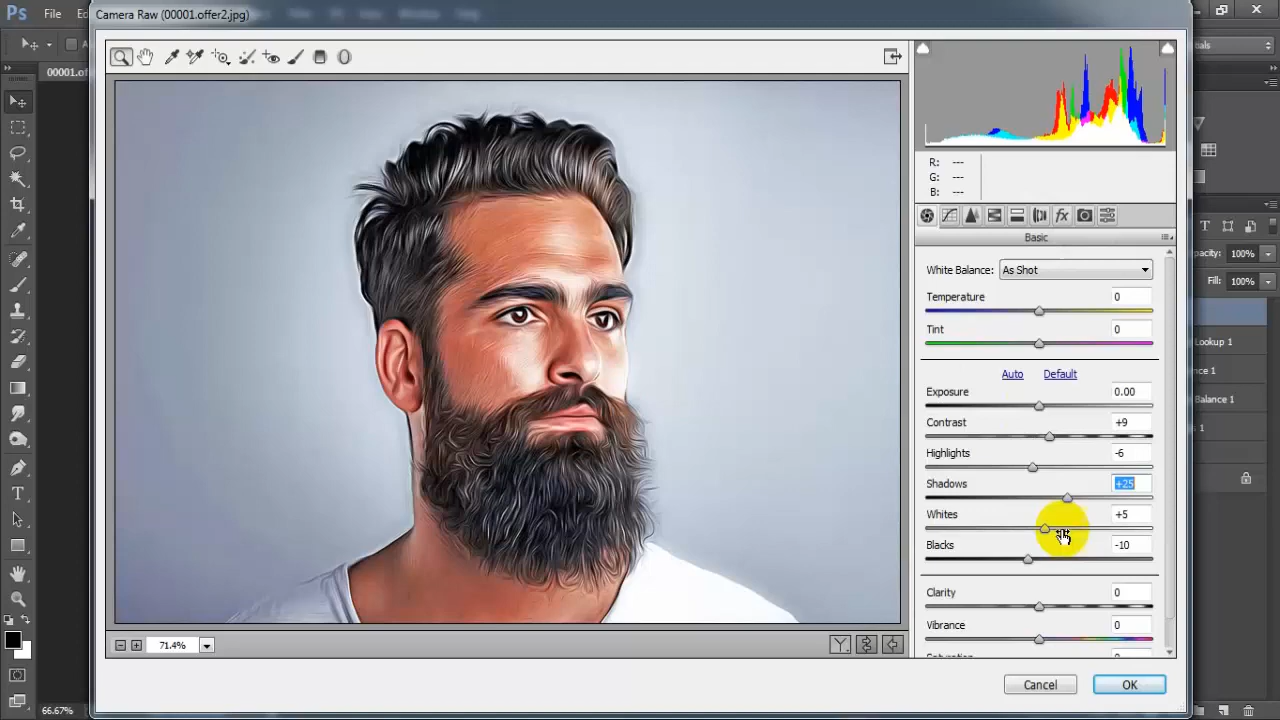 Ps File
Camera Raw (00001.offer2.jpg)
00001.of
R: ---
G: ---
B: ---
Basic
White Balance: As Shot
Temperature 0
Tint 0
Auto Default
Exposure 0.00
Contrast +9
Highlights -6
Shadows +25
Whites +5
Blacks -10
Clarity 0
Vibrance 0
71.4%
Cancel OK
66.67%
100%
Fill: 100%
Lookup 1
Balance 1